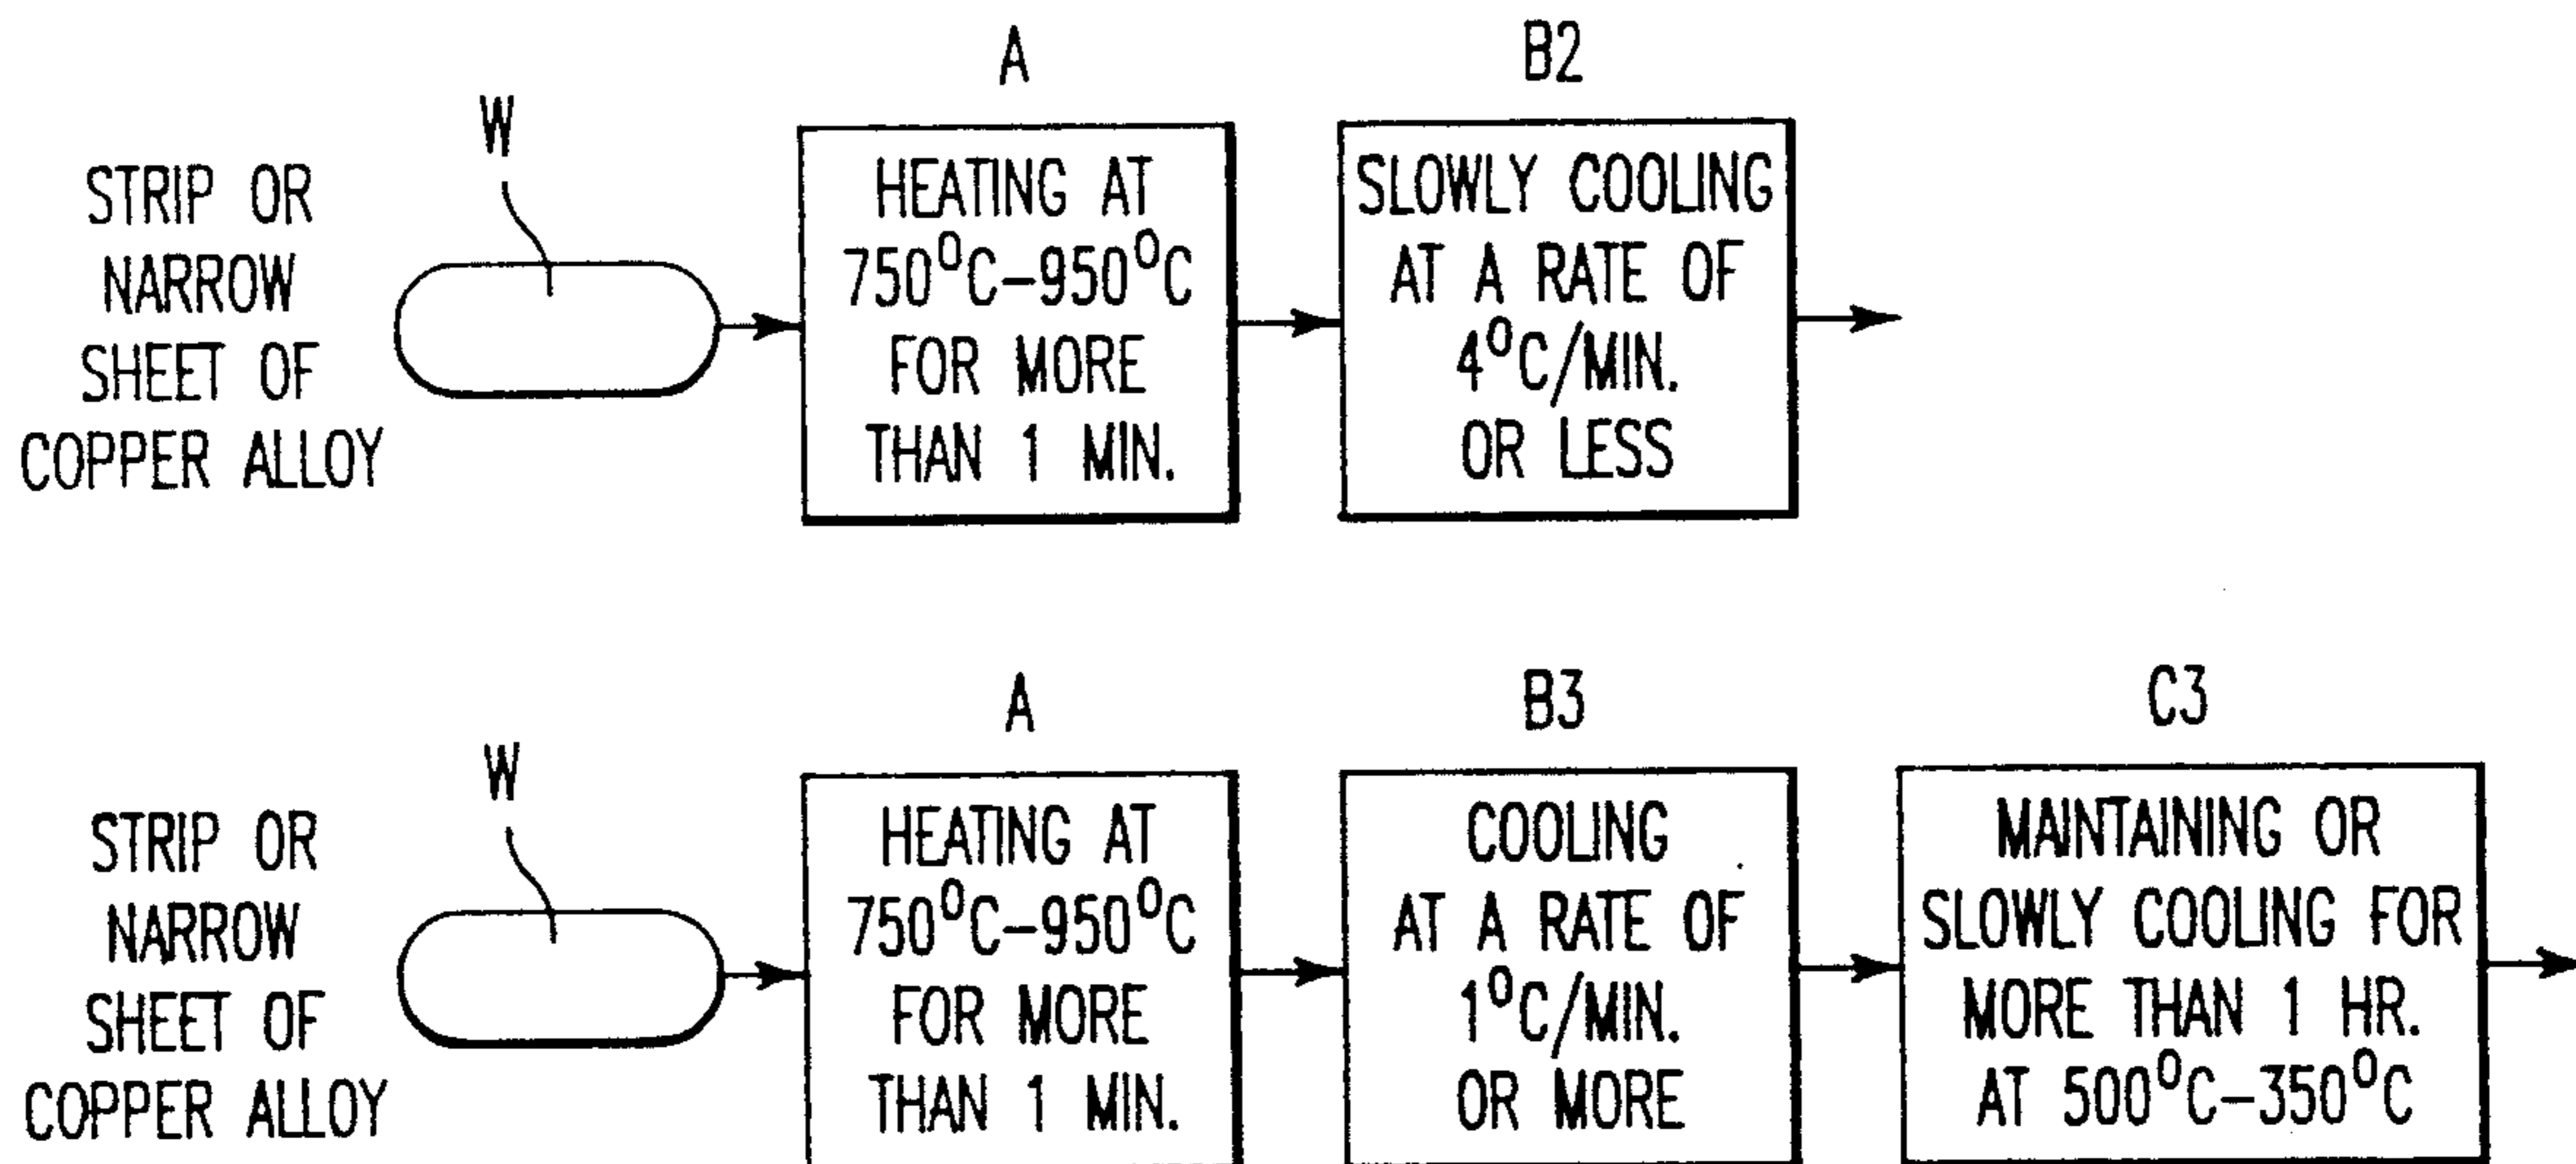 STRIP OR
NARROW
SHEET OF
COPPER ALLOY
W
A
HEATING AT
750°C-950°C
FOR MORE
THAN 1 MIN.
B2
SLOWLY COOLING
AT A RATE OF
4°C/MIN.
OR LESS
STRIP OR
NARROW
SHEET OF
COPPER ALLOY
W
A
HEATING AT
750°C-950°C
FOR MORE
THAN 1 MIN.
B3
COOLING
AT A RATE OF
1°C/MIN.
OR MORE
C3
MAINTAINING OR
SLOWLY COOLING FOR
MORE THAN 1 HR.
AT 500°C-350°C